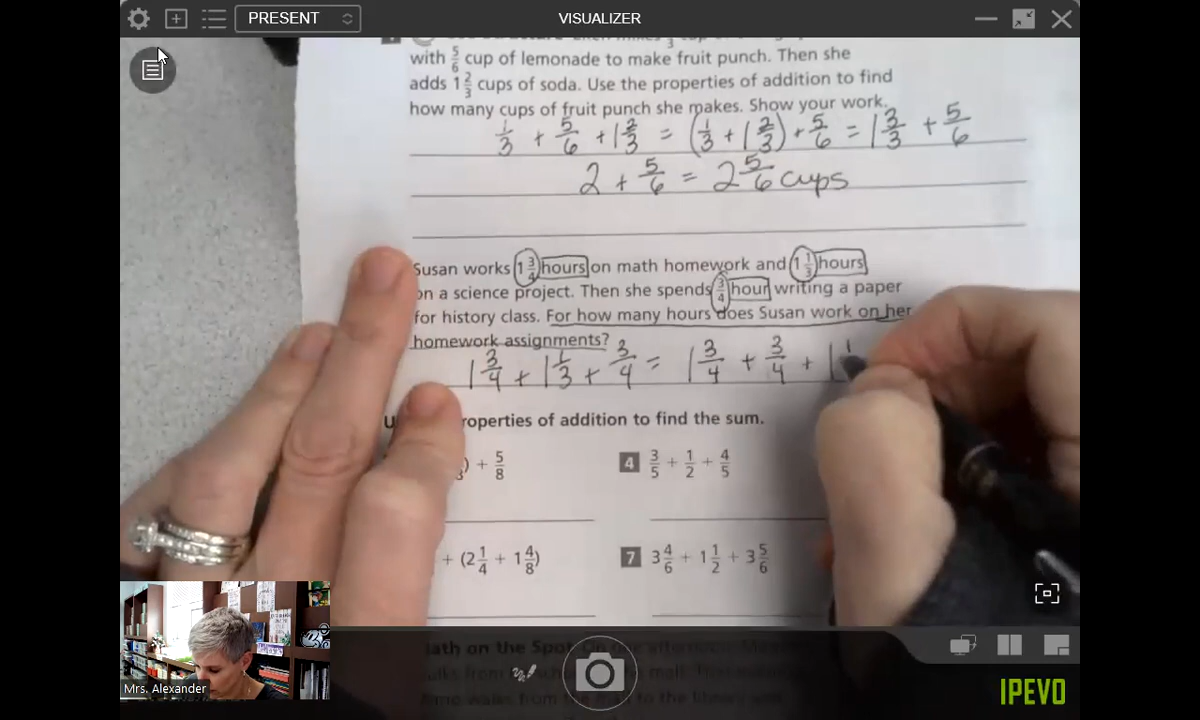 PRESENT
VISUALIZER
with 5/6 cup of lemonade to make fruit punch. Then she
adds 1 2/3 cups of soda. Use the properties of addition to find
how many cups of fruit punch she makes. Show your work.
1/3 + 5/6 + 1 2/3 = (1/3 + 1 2/3) + 5/6 = 1 3/3 + 5/6
2 + 5/6 = 2 5/6 cups
Susan works 1 3/4 hours on math homework and 1 1/3 hours
on a science project. Then she spends 3/4 hour writing a paper
for history class. For how many hours does Susan work on her
homework assignments?
1 3/4 + 1 1/3 + 3/4 = 1 3/4 + 3/4 + 1
properties of addition to find the sum.
) + 5/8
4 3/5 + 1/2 + 4/5
+ (2 1/4 + 1 4/8)
7 3 4/6 + 1 1/2 + 3 5/6
Mrs. Alexander
IPEVO